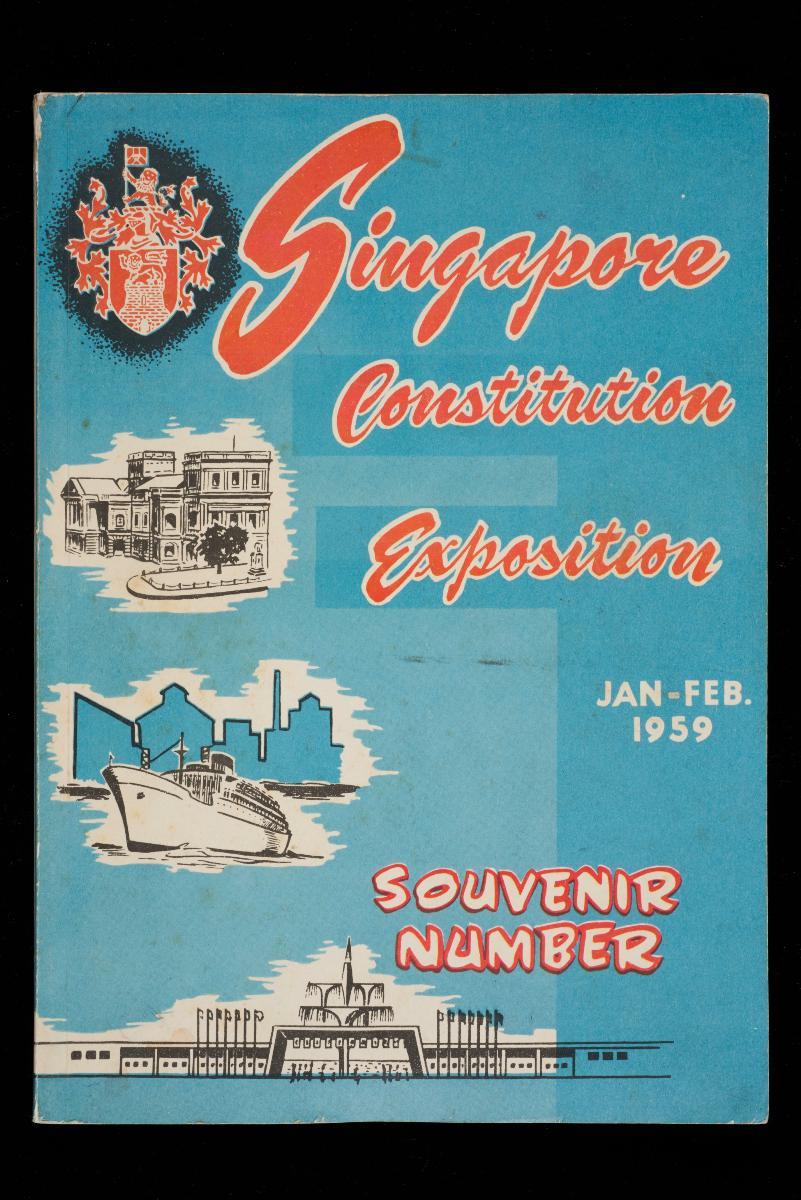 Singapore
Constitution
Exposition
JAN-FEB.
1959
SOUVENIR
NUMBER